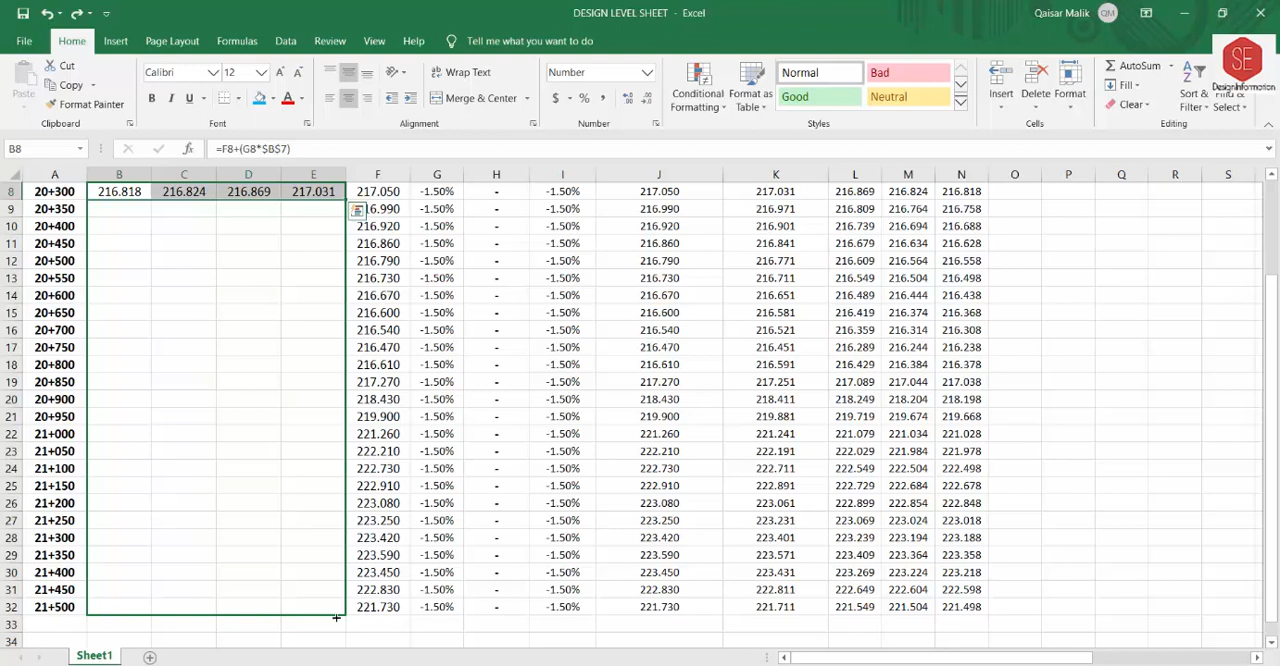 DESIGN LEVEL SHEET - Excel Qaisar Malik QM
File Home Insert Page Layout Formulas Data Review View Help Tell me what you want to do
Paste Cut Copy Format Painter Clipboard
Calibri 12 A A B I U A Font
ab Wrap Text Merge & Center Alignment
Number $ % , Number
Conditional Formatting Format as Table Normal Bad Good Neutral Styles
Insert Delete Format Cells
AutoSum Fill Clear Sort & Filter Find & Select Editing
SE
DesignInformation
B8 fx =F8+(G8*$B$7)
A B C D E F G H I J K L M N O P Q R S
8 20+300 216.818 216.824 216.869 217.031 217.050 -1.50% - -1.50% 217.050 217.031 216.869 216.824 216.818
9 20+350 16.990 -1.50% - -1.50% 216.990 216.971 216.809 216.764 216.758
10 20+400 216.920 -1.50% - -1.50% 216.920 216.901 216.739 216.694 216.688
11 20+450 216.860 -1.50% - -1.50% 216.860 216.841 216.679 216.634 216.628
12 20+500 216.790 -1.50% - -1.50% 216.790 216.771 216.609 216.564 216.558
13 20+550 216.730 -1.50% - -1.50% 216.730 216.711 216.549 216.504 216.498
14 20+600 216.670 -1.50% - -1.50% 216.670 216.651 216.489 216.444 216.438
15 20+650 216.600 -1.50% - -1.50% 216.600 216.581 216.419 216.374 216.368
16 20+700 216.540 -1.50% - -1.50% 216.540 216.521 216.359 216.314 216.308
17 20+750 216.470 -1.50% - -1.50% 216.470 216.451 216.289 216.244 216.238
18 20+800 216.610 -1.50% - -1.50% 216.610 216.591 216.429 216.384 216.378
19 20+850 217.270 -1.50% - -1.50% 217.270 217.251 217.089 217.044 217.038
20 20+900 218.430 -1.50% - -1.50% 218.430 218.411 218.249 218.204 218.198
21 20+950 219.900 -1.50% - -1.50% 219.900 219.881 219.719 219.674 219.668
22 21+000 221.260 -1.50% - -1.50% 221.260 221.241 221.079 221.034 221.028
23 21+050 222.210 -1.50% - -1.50% 222.210 222.191 222.029 221.984 221.978
24 21+100 222.730 -1.50% - -1.50% 222.730 222.711 222.549 222.504 222.498
25 21+150 222.910 -1.50% - -1.50% 222.910 222.891 222.729 222.684 222.678
26 21+200 223.080 -1.50% - -1.50% 223.080 223.061 222.899 222.854 222.848
27 21+250 223.250 -1.50% - -1.50% 223.250 223.231 223.069 223.024 223.018
28 21+300 223.420 -1.50% - -1.50% 223.420 223.401 223.239 223.194 223.188
29 21+350 223.590 -1.50% - -1.50% 223.590 223.571 223.409 223.364 223.358
30 21+400 223.450 -1.50% - -1.50% 223.450 223.431 223.269 223.224 223.218
31 21+450 222.830 -1.50% - -1.50% 222.830 222.811 222.649 222.604 222.598
32 21+500 221.730 -1.50% - -1.50% 221.730 221.711 221.549 221.504 221.498
33
34
Sheet1